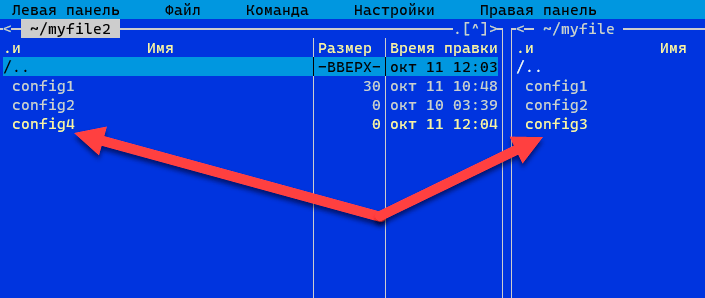 Левая панель Файл Команда Настройки Правая панель
<─ ~/myfile2 .[^]> <─ ~/myfile
.и Имя Размер Время правки .и Имя
/.. -ВВЕРХ- окт 11 12:03 /..
config1 30 окт 11 10:48 config1
config2 0 окт 10 03:39 config2
config4 0 окт 11 12:04 config3